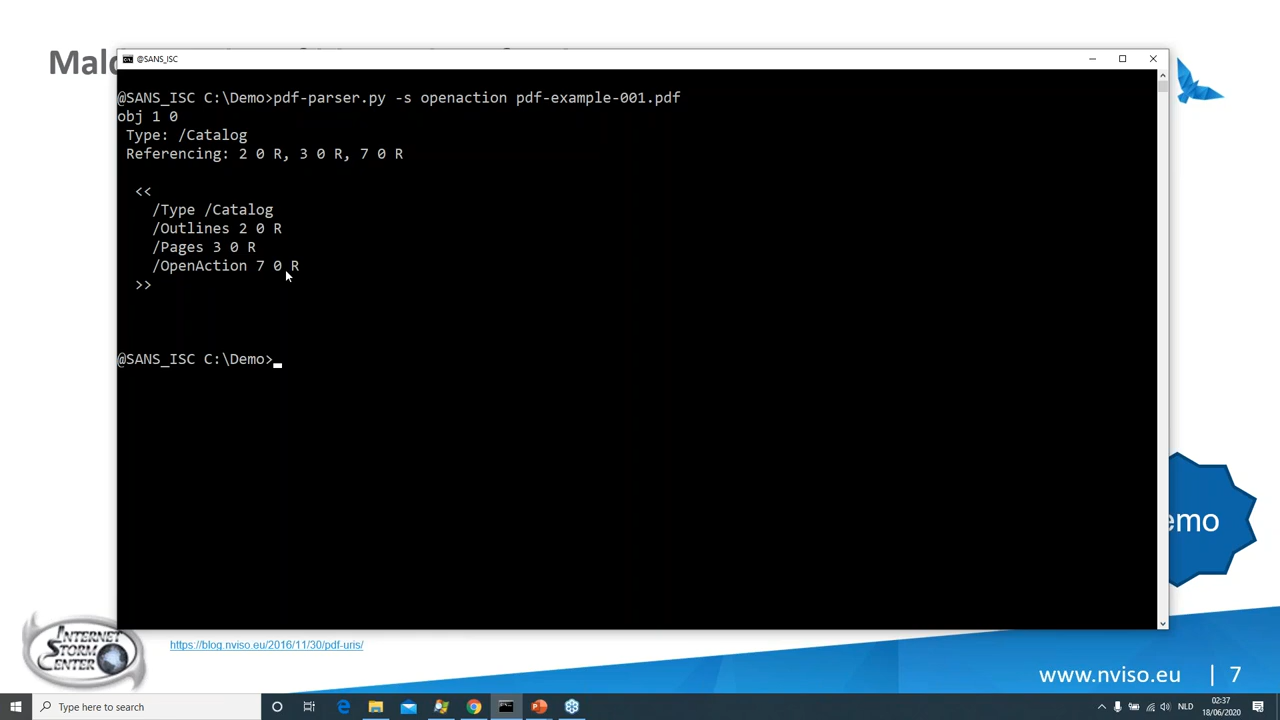 @SANS_ISC
@SANS_ISC C:\Demo>pdf-parser.py -s openaction pdf-example-001.pdf
obj 1 0
Type: /Catalog
Referencing: 2 0 R, 3 0 R, 7 0 R
<<
/Type /Catalog
/Outlines 2 0 R
/Pages 3 0 R
/OpenAction 7 0 R
>>
@SANS_ISC C:\Demo>
INTERNET
STORM
CENTER
https://blog.nviso.eu/2016/11/30/pdf-uris/
www.nviso.eu | 7
Type here to search
NLD
02:37
18/06/2020